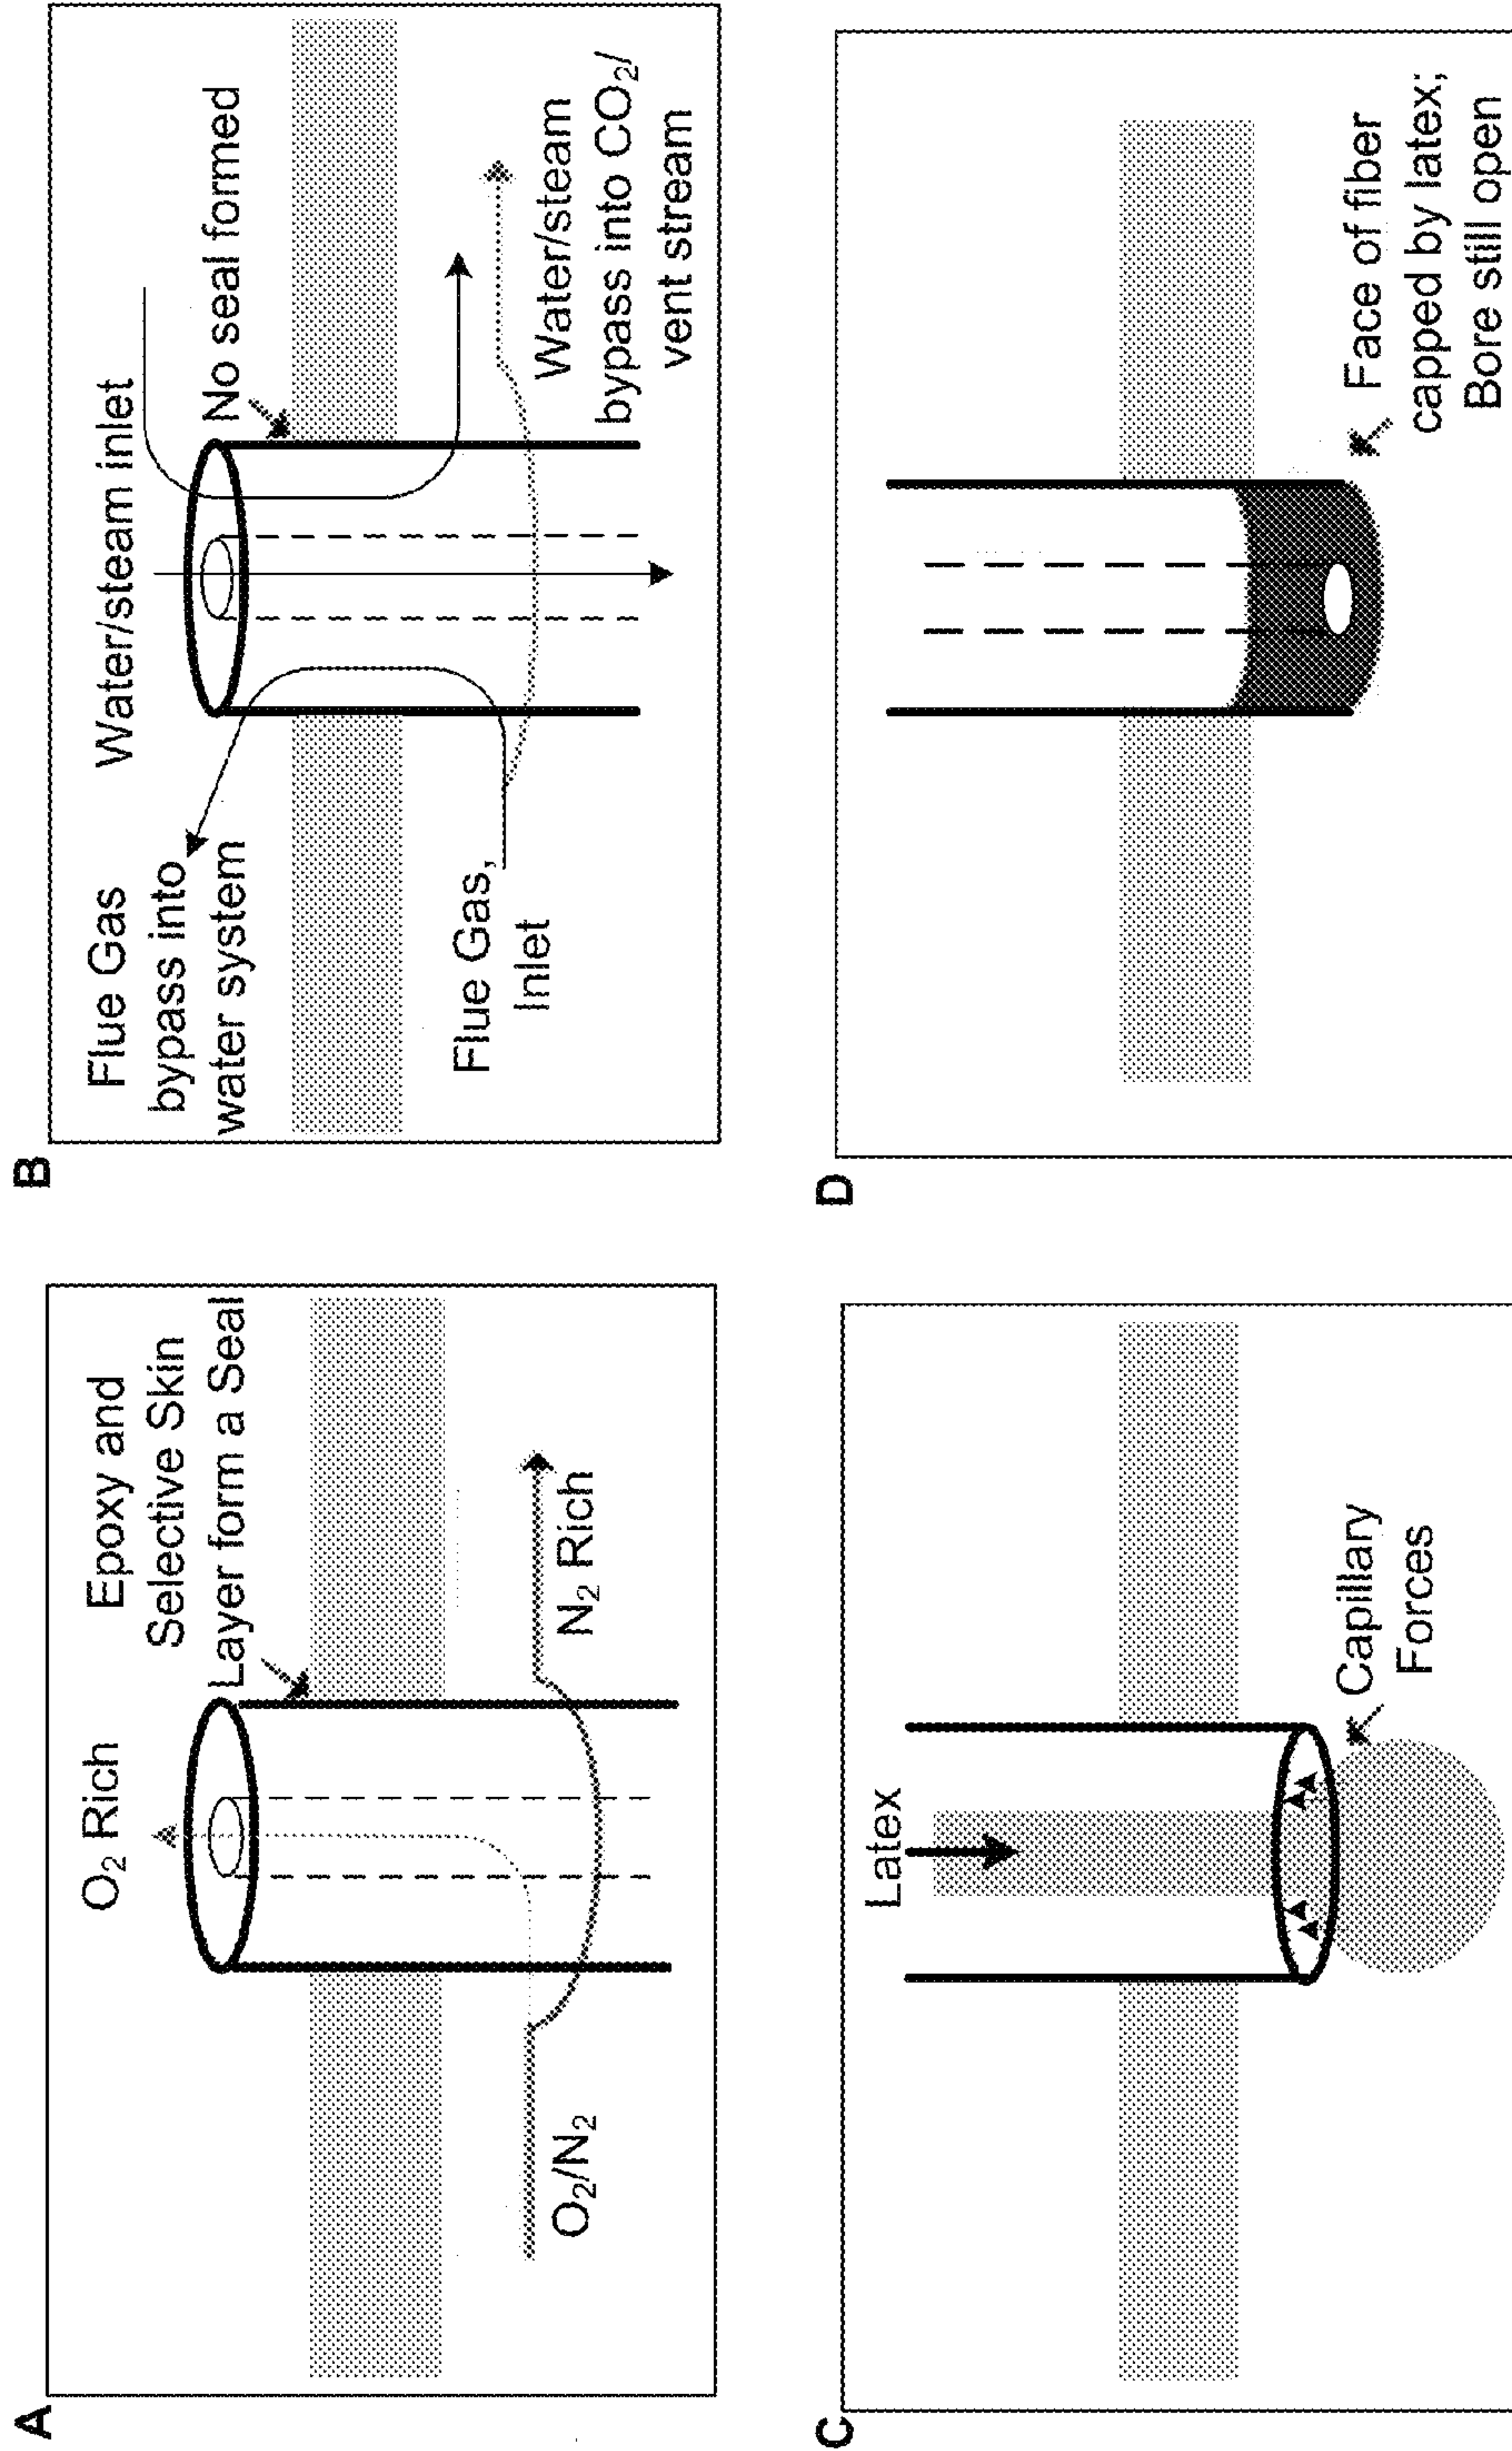 A
O₂ Rich
Epoxy and
Selective Skin
Layer form a Seal
O₂/N₂
N₂ Rich
B
Flue Gas
bypass into
water system
Water/steam inlet
No seal formed
Flue Gas,
Inlet
Water/steam
bypass into CO₂/
vent stream
C
Latex
Capillary
Forces
D
Face of fiber
capped by latex;
Bore still open